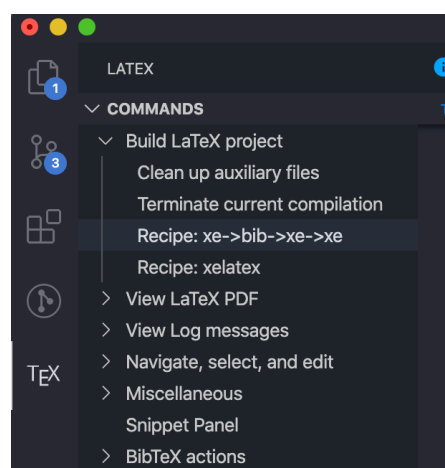 LATEX
COMMANDS
Build LaTeX project
Clean up auxiliary files
Terminate current compilation
Recipe: xe->bib->xe->xe
Recipe: xelatex
View LaTeX PDF
View Log messages
Navigate, select, and edit
Miscellaneous
Snippet Panel
BibTeX actions
1
3
TEX